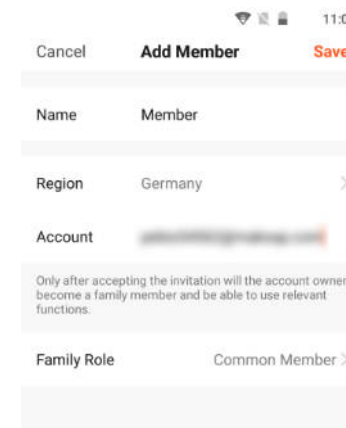 11:0
Cancel Add Member Save
Name Member
Region Germany
Account
Only after accepting the invitation will the account owner
become a family member and be able to use relevant
functions.
Family Role Common Member